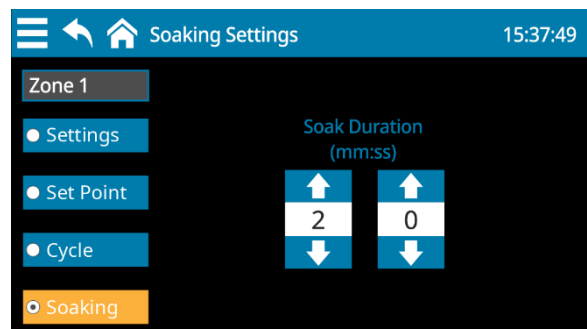 Soaking Settings 15:37:49
Zone 1
Settings
Set Point
Cycle
Soaking
Soak Duration
(mm:ss)
2 0